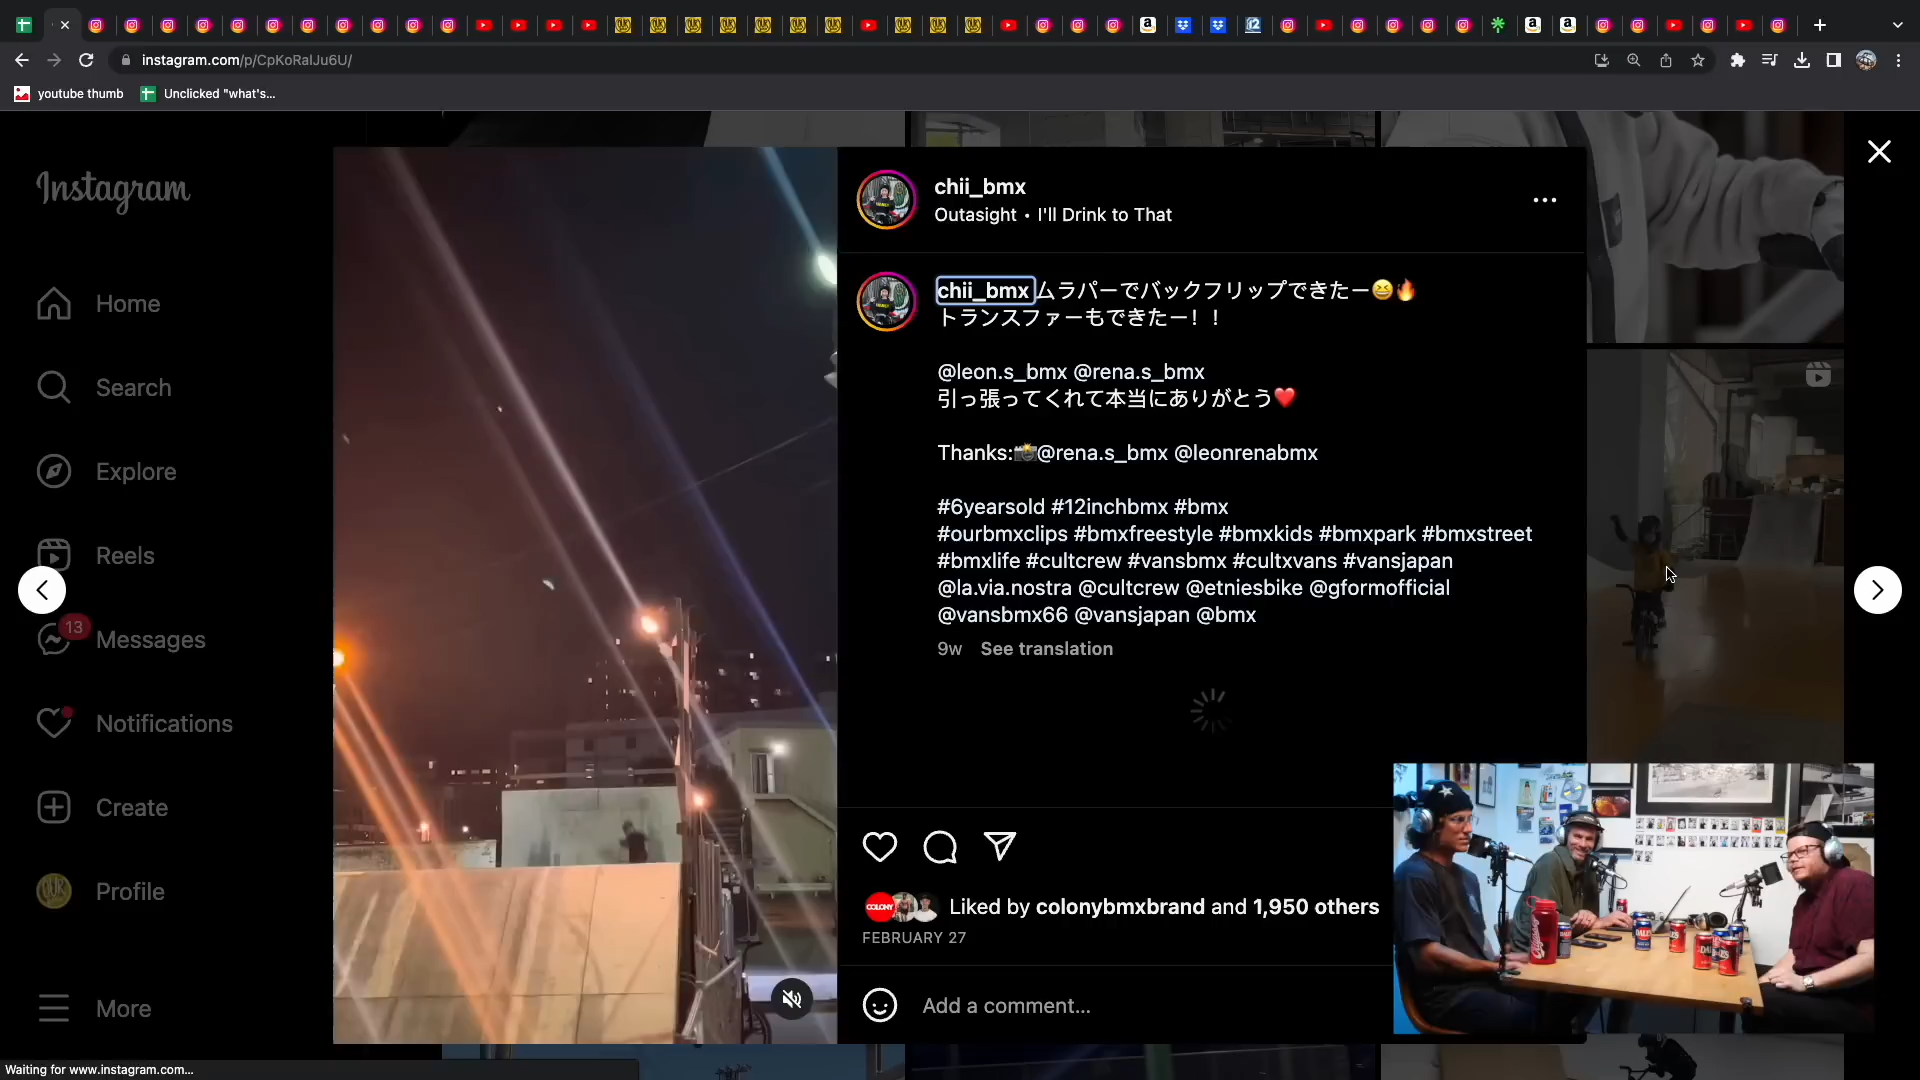 instagram.com/p/CpKoRalJu6U/
youtube thumb
Unclicked "what's...
Instagram
Home
Search
Explore
Reels
13
Messages
Notifications
Create
Profile
More
chii_bmx
Outasight • I'll Drink to That
chii_bmx ムラパーでバックフリップできたー😆🔥
トランスファーもできたー！！
@leon.s_bmx @rena.s_bmx
引っ張ってくれて本当にありがとう❤️
Thanks:📸@rena.s_bmx @leonrenabmx
#6yearsold #12inchbmx #bmx
#ourbmxclips #bmxfreestyle #bmxkids #bmxpark #bmxstreet
#bmxlife #cultcrew #vansbmx #cultxvans #vansjapan
@la.via.nostra @cultcrew @etniesbike @gformofficial
@vansbmx66 @vansjapan @bmx
9w See translation
COLONY
Liked by colonybmxbrand and 1,950 others
FEBRUARY 27
Add a comment...
Waiting for www.instagram.com...